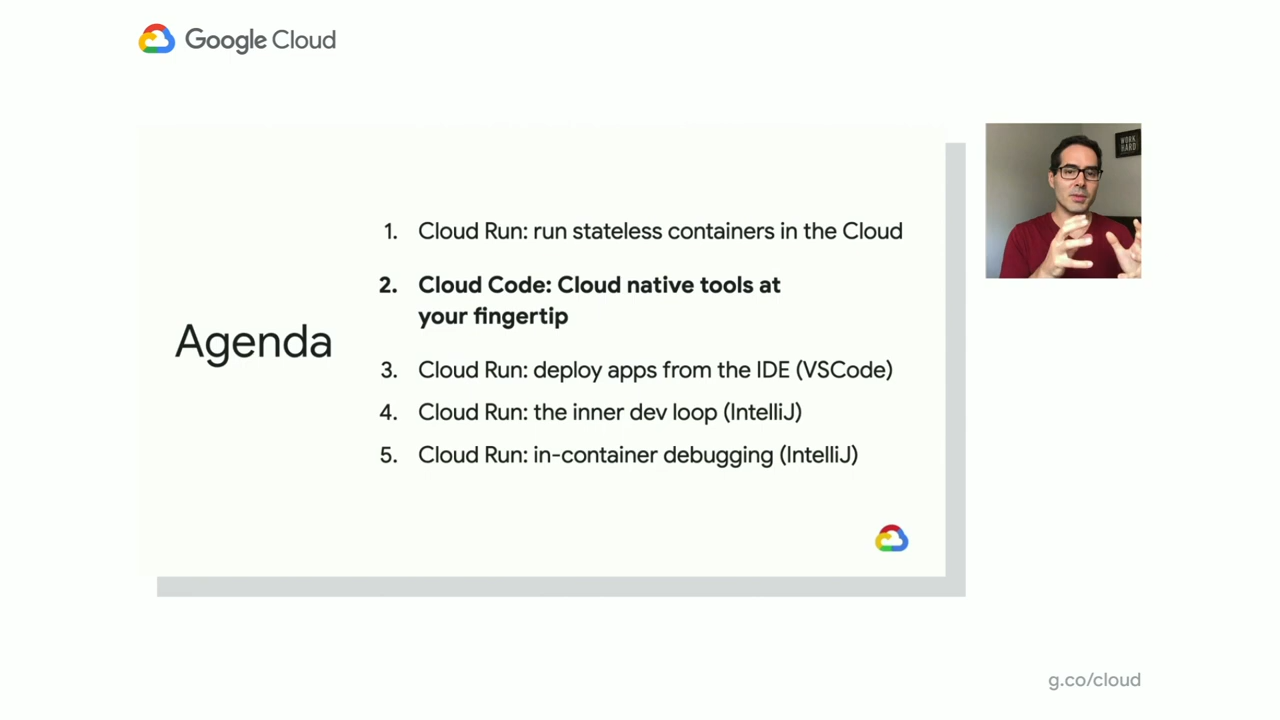 Google Cloud
Agenda
1. Cloud Run: run stateless containers in the Cloud
2. Cloud Code: Cloud native tools at
your fingertip
3. Cloud Run: deploy apps from the IDE (VSCode)
4. Cloud Run: the inner dev loop (IntelliJ)
5. Cloud Run: in-container debugging (IntelliJ)
WORK
HARD
g.co/cloud